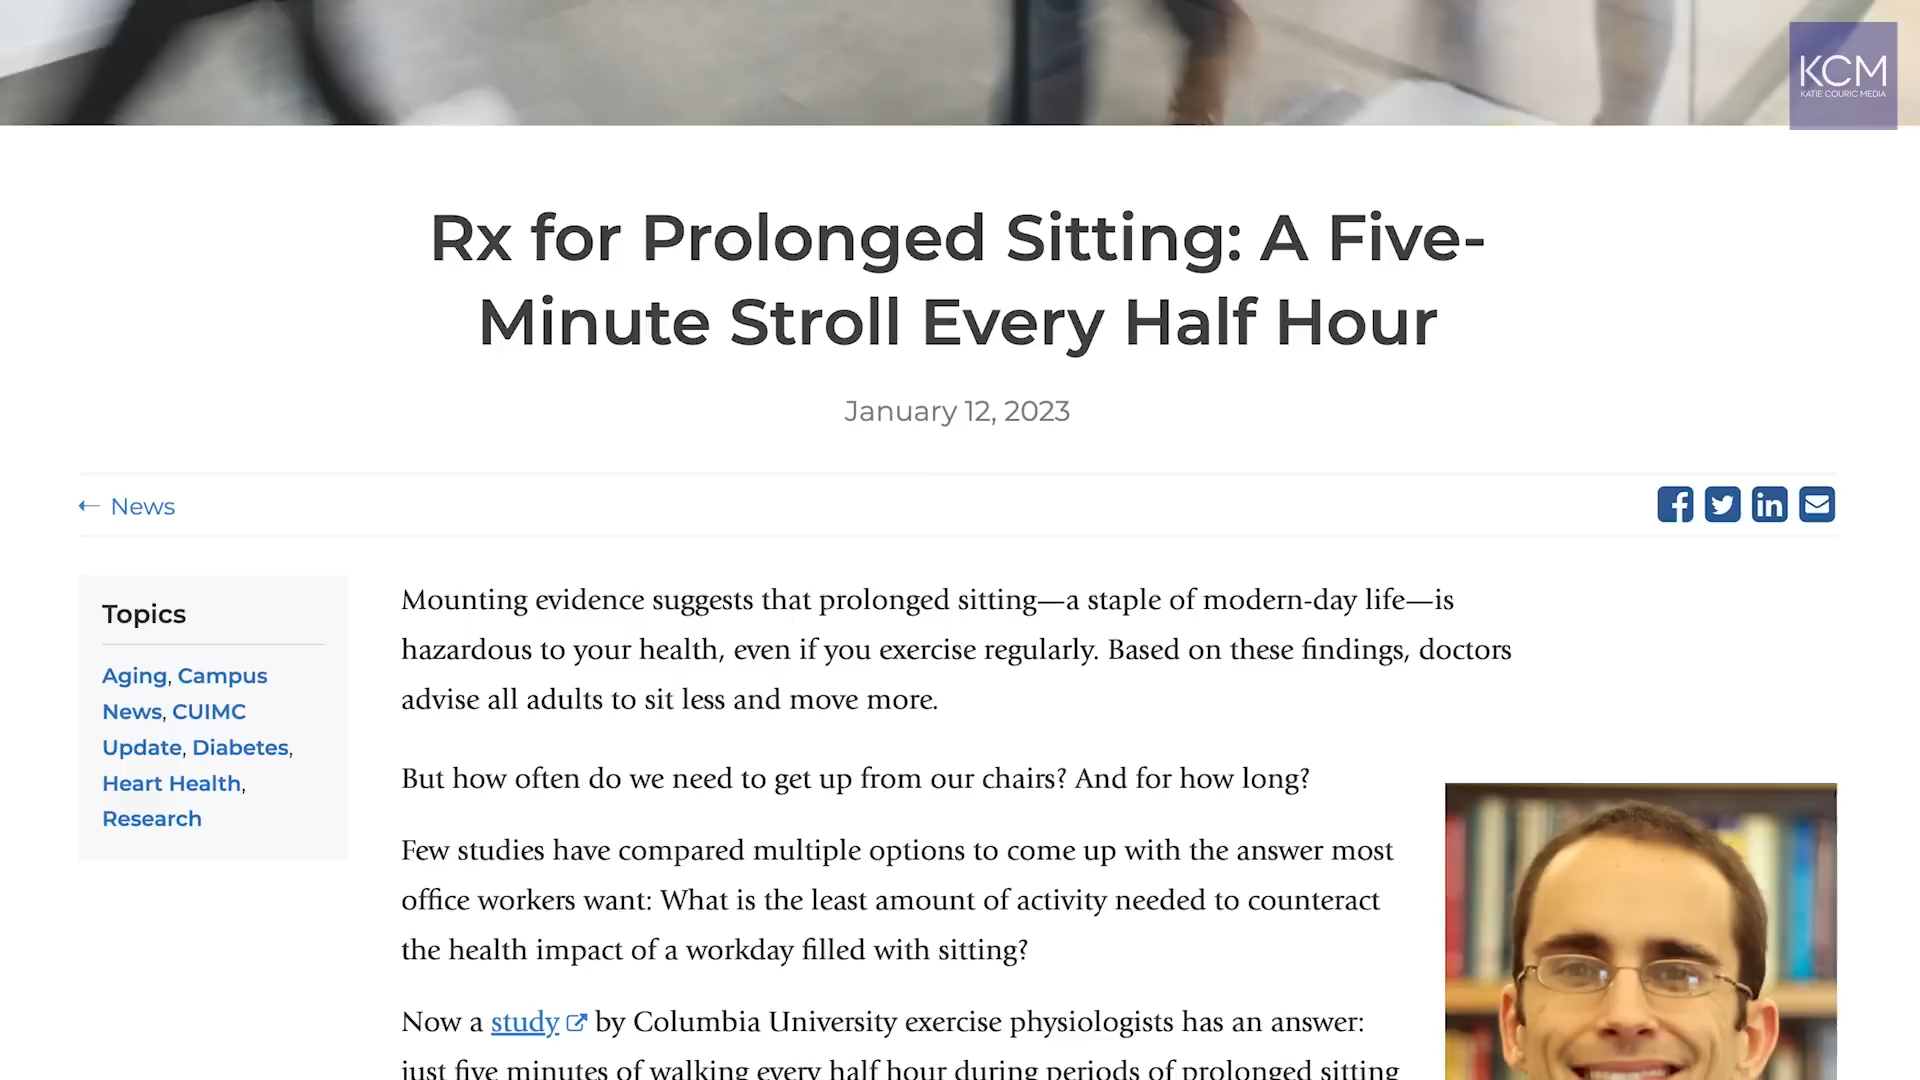 KCM
KATIE COURIC MEDIA
Rx for Prolonged Sitting: A Five-
Minute Stroll Every Half Hour
January 12, 2023
← News
Topics
Aging, Campus
News, CUIMC
Update, Diabetes,
Heart Health,
Research
Mounting evidence suggests that prolonged sitting—a staple of modern-day life—is
hazardous to your health, even if you exercise regularly. Based on these findings, doctors
advise all adults to sit less and move more.
But how often do we need to get up from our chairs? And for how long?
Few studies have compared multiple options to come up with the answer most
office workers want: What is the least amount of activity needed to counteract
the health impact of a workday filled with sitting?
Now a study by Columbia University exercise physiologists has an answer:
just five minutes of walking every half hour during periods of prolonged sitting